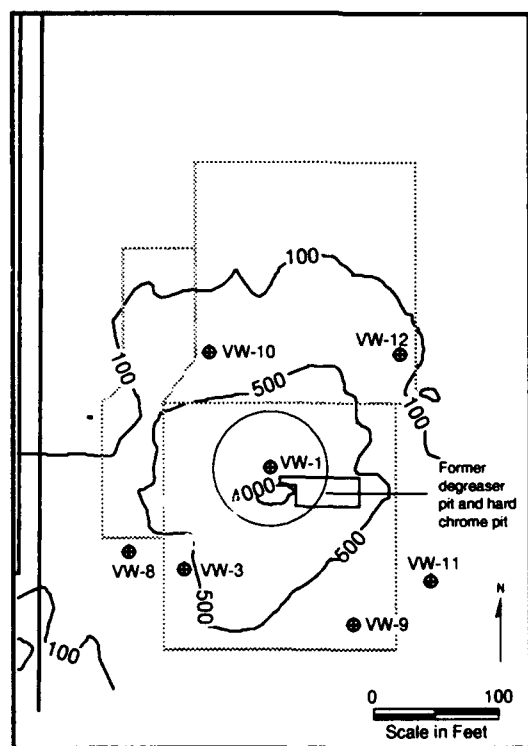 100
100
VW-10
VW-12
500
100
VW-1
4000
Former
degreaser
pit and hard
chrome pit
500
VW-8
VW-3
VW-11
500
N
VW-9
100
0 100
Scale in Feet